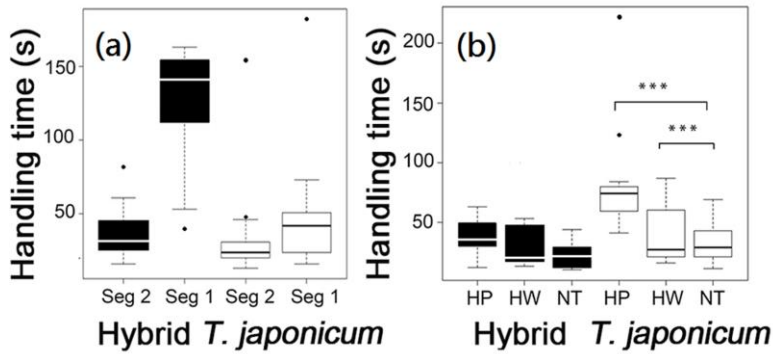 (a)
Handling time (s)
150
100
50
Seg 2 Seg 1 Seg 2 Seg 1
Hybrid T. japonicum
(b)
Handling time (s)
200
150
100
50
***
***
HP HW NT HP HW NT
Hybrid T. japonicum